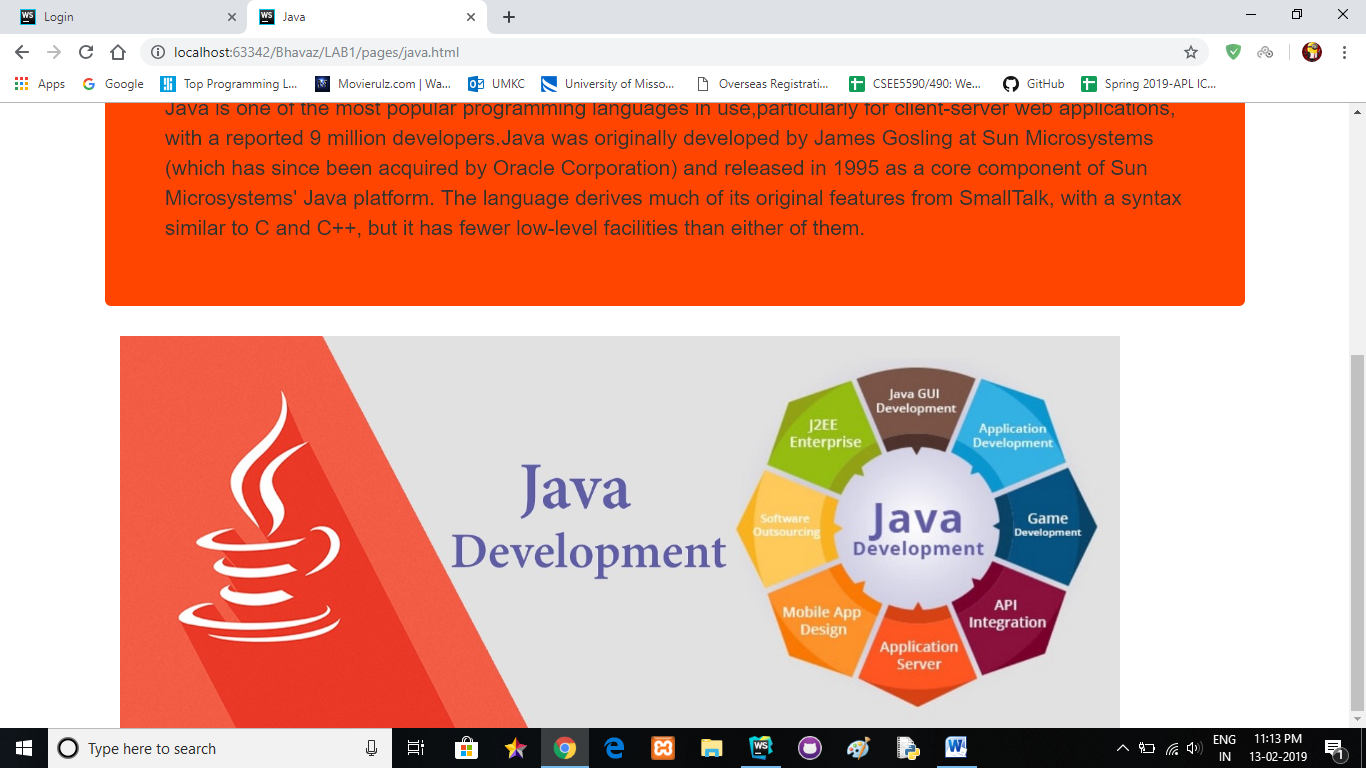 Login
Java
localhost:63342/Bhavaz/LAB1/pages/java.html
Apps
Google
Top Programming L...
Movierulz.com | Wa...
UMKC
University of Misso...
Overseas Registrati...
CSEE5590/490: We...
GitHub
Spring 2019-APL IC...
Java is one of the most popular programming languages in use,particularly for client-server web applications,
with a reported 9 million developers.Java was originally developed by James Gosling at Sun Microsystems
(which has since been acquired by Oracle Corporation) and released in 1995 as a core component of Sun
Microsystems' Java platform. The language derives much of its original features from SmallTalk, with a syntax
similar to C and C++, but it has fewer low-level facilities than either of them.
Java
Development
Java GUI
Development
Application
Development
Game
Development
API
Integration
Application
Server
Mobile App
Design
Software
Outsourcing
J2EE
Enterprise
Java
Development
Type here to search
ENG
IN
11:13 PM
13-02-2019
1